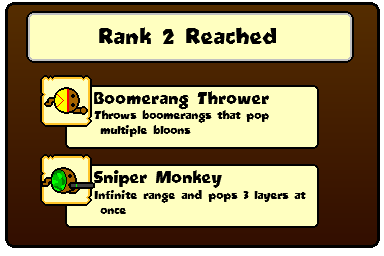 Rank 2 Reached
Boomerang Thrower
Throws boomerangs that pop
multiple bloons
Sniper Monkey
Infinite range and pops 3 layers at
once